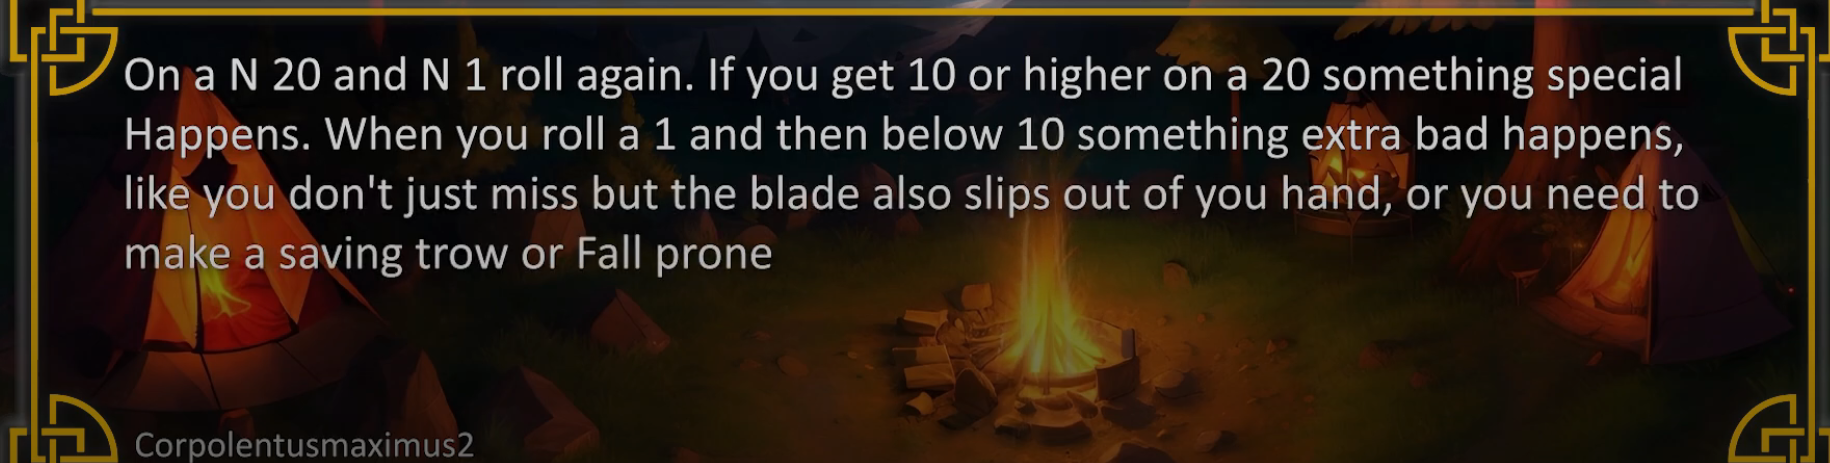 On a N 20 and N 1 roll again. If you get 10 or higher on a 20 something special
Happens. When you roll a 1 and then below 10 something extra bad happens,
like you don't just miss but the blade also slips out of you hand, or you need to
make a saving trow or Fall prone
Corpolentusmaximus2